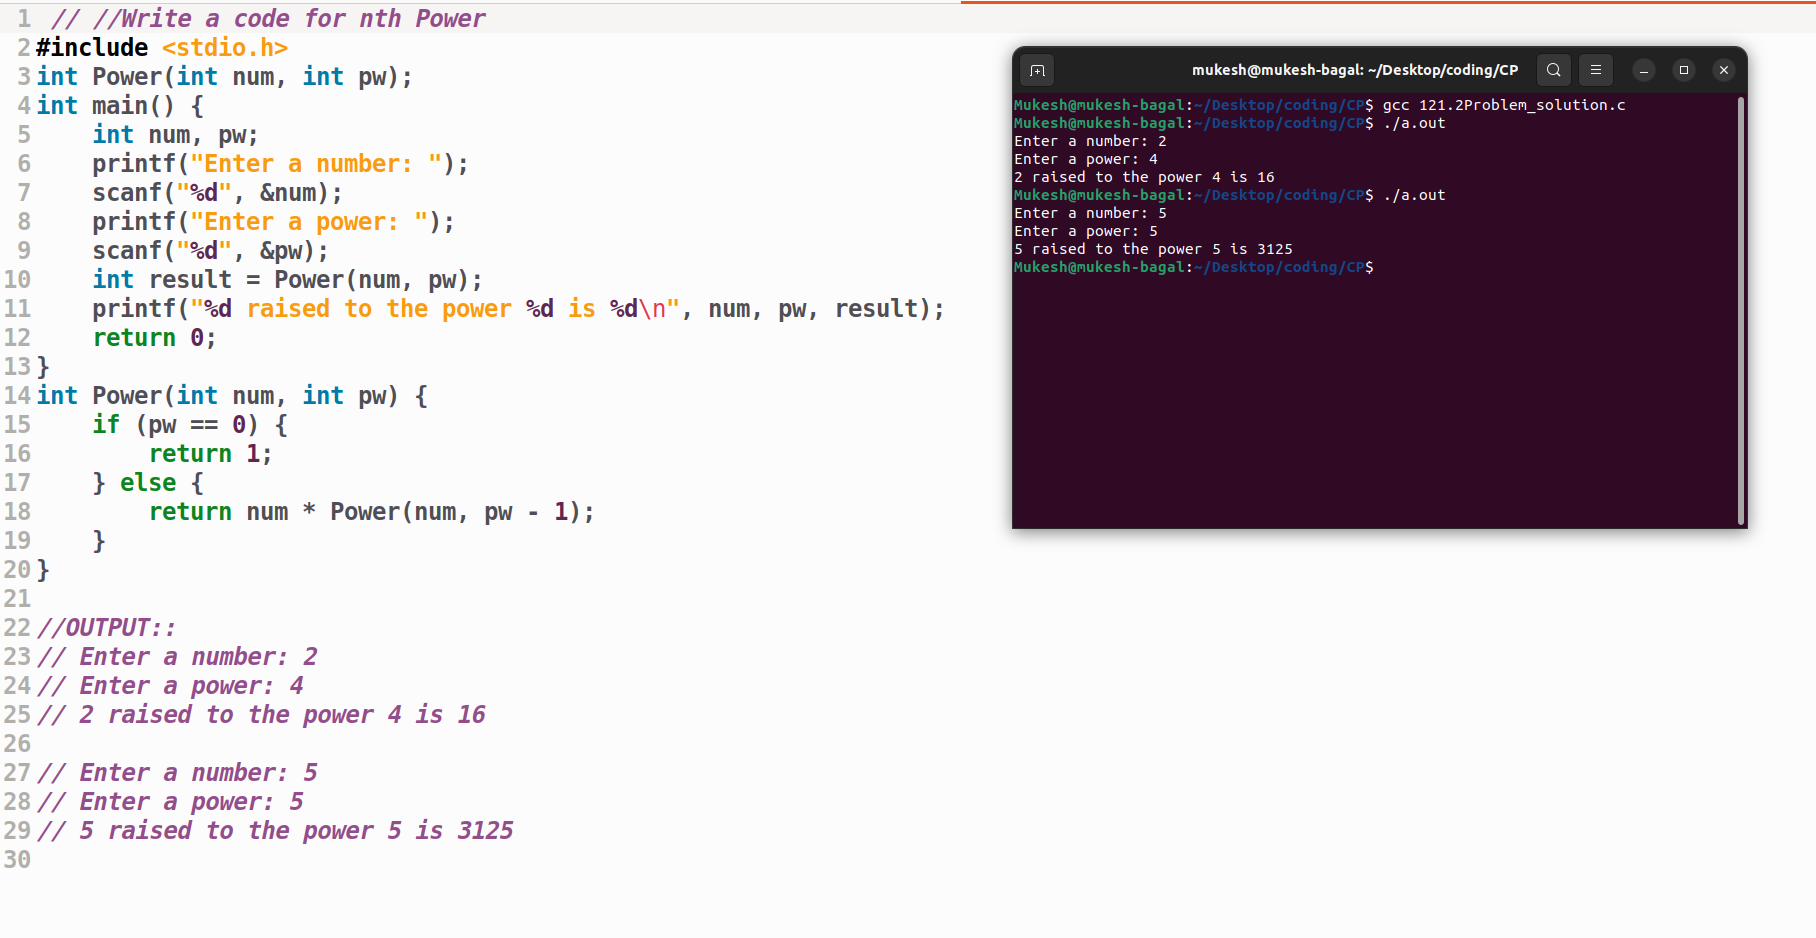 1 // //Write a code for nth Power
2 #include <stdio.h>
3 int Power(int num, int pw);
4 int main() {
5     int num, pw;
6     printf("Enter a number: ");
7     scanf("%d", &num);
8     printf("Enter a power: ");
9     scanf("%d", &pw);
10     int result = Power(num, pw);
11     printf("%d raised to the power %d is %d\n", num, pw, result);
12     return 0;
13 }
14 int Power(int num, int pw) {
15     if (pw == 0) {
16         return 1;
17     } else {
18         return num * Power(num, pw - 1);
19     }
20 }
21
22 //OUTPUT::
23 // Enter a number: 2
24 // Enter a power: 4
25 // 2 raised to the power 4 is 16
26
27 // Enter a number: 5
28 // Enter a power: 5
29 // 5 raised to the power 5 is 3125
30
mukesh@mukesh-bagal: ~/Desktop/coding/CP
Mukesh@mukesh-bagal:~/Desktop/coding/CP$ gcc 121.2Problem_solution.c
Mukesh@mukesh-bagal:~/Desktop/coding/CP$ ./a.out
Enter a number: 2
Enter a power: 4
2 raised to the power 4 is 16
Mukesh@mukesh-bagal:~/Desktop/coding/CP$ ./a.out
Enter a number: 5
Enter a power: 5
5 raised to the power 5 is 3125
Mukesh@mukesh-bagal:~/Desktop/coding/CP$